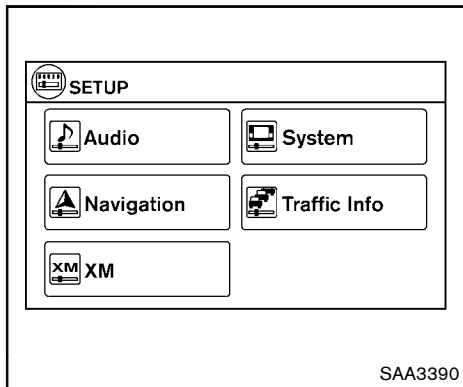 SETUP
Audio
System
Navigation
Traffic Info
XM XM
SAA3390